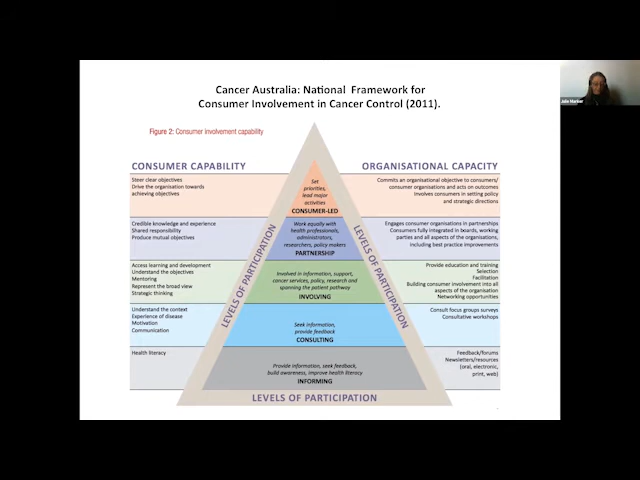 Cancer Australia: National Framework for
Consumer Involvement in Cancer Control (2011).
Figure 2: Consumer involvement capability
CONSUMER CAPABILITY
Steer clear objectives
Drive the organisation towards
achieving objectives
Credible knowledge and experience
Shared responsibility
Produce mutual objectives
Access learning and development
Understand the objectives
Mentoring
Represent the broad view
Strategic thinking
Understand the context
Experience of disease
Motivation
Communication
Health literacy
LEVELS OF PARTICIPATION
Set
priorities,
lead major
activities
CONSUMER-LED
Work equally with
health professionals,
administrators,
researchers, policy makers
PARTNERSHIP
Involved in information, support,
cancer services, policy, research and
spanning the patient pathway
INVOLVING
Seek information,
provide feedback
CONSULTING
Provide information, seek feedback,
build awareness, improve health literacy
INFORMING
LEVELS OF PARTICIPATION
LEVELS OF PARTICIPATION
ORGANISATIONAL CAPACITY
Commits an organisational objective to consumers/
consumer organisations and acts on outcomes
Involves consumers in setting policy
and strategic directions
Engages consumer organisations in partnerships
Consumers fully integrated in boards, working
parties and all aspects of the organisations,
including best practice improvements
Provide education and training
Selection
Facilitation
Building consumer involvement into all
aspects of the organisation
Networking opportunities
Consult focus groups surveys
Consultative workshops
Feedback/forums
Newsletters/resources
(oral, electronic,
print, web)